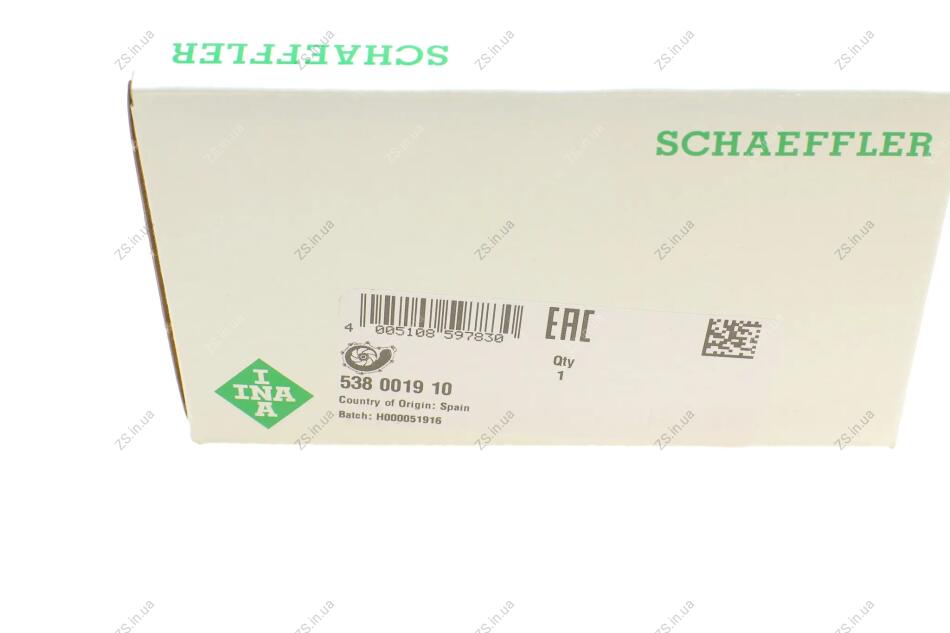 SCHAEFFLER
SCHAEFFLER
4 005108 597830
EAC
Qty
1
INA
INA
538 0019 10
Country of Origin: Spain
Batch: H000051916
ZS.in.ua